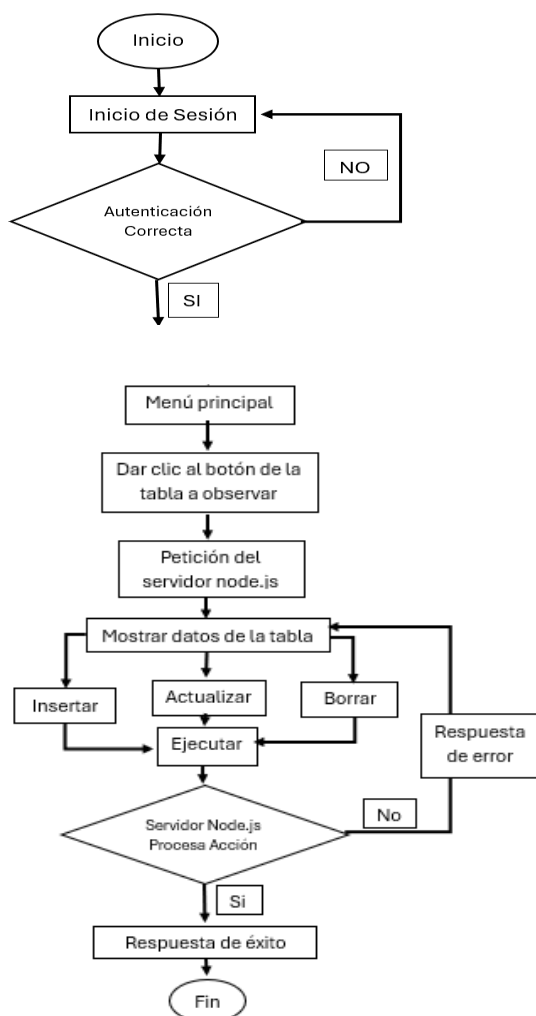 Inicio
Inicio de Sesión
NO
Autenticación
Correcta
SI
Menú principal
Dar clic al botón de la
tabla a observar
Petición del
servidor node.js
Mostrar datos de la tabla
Insertar
Actualizar
Borrar
Ejecutar
Respuesta
de error
No
Servidor Node.js
Procesa Acción
Si
Respuesta de éxito
Fin